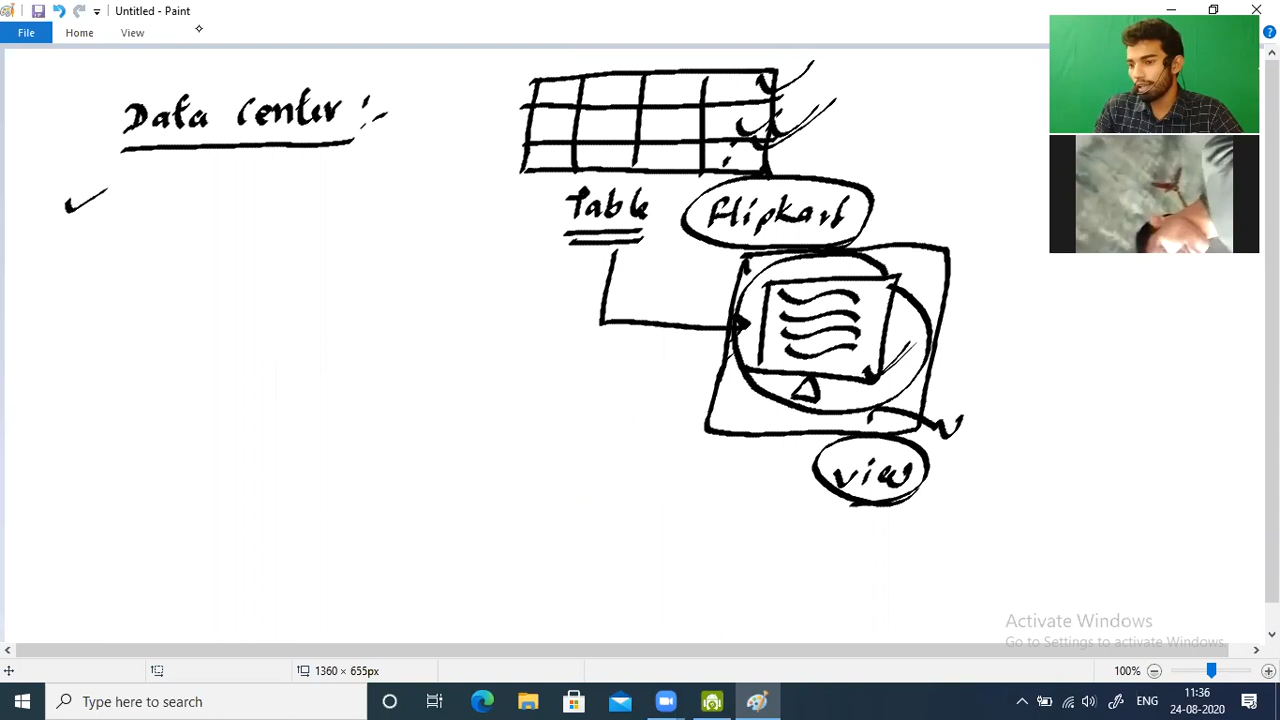 Untitled - Paint
File Home View
Data Center :-
Table
Flipkart
view
Activate Windows
Go to Settings to activate Windows.
1360 × 655px
100%
Type here to search
ENG
11:36
24-08-2020